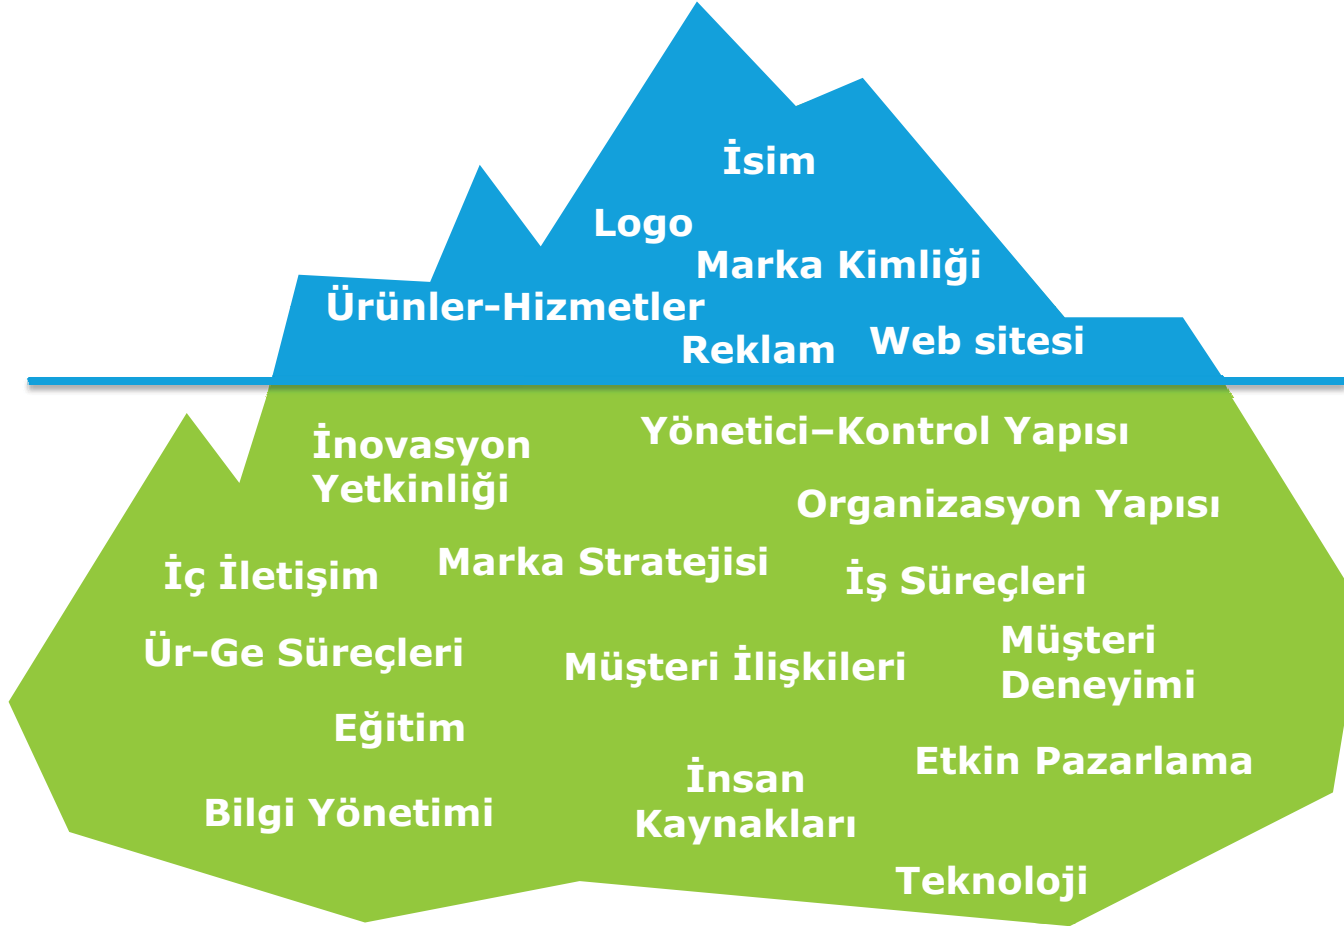 İsim
Logo
Marka Kimliği
Ürünler-Hizmetler
Web sitesi
Reklam
Yönetici–Kontrol Yapısı
İnovasyon
Yetkinliği
Organizasyon Yapısı
Marka Stratejisi
İç İletişim
İş Süreçleri
Ür-Ge Süreçleri
Müşteri İlişkileri
Müşteri
Deneyimi
Eğitim
Etkin Pazarlama
İnsan
Kaynakları
Bilgi Yönetimi
Teknoloji